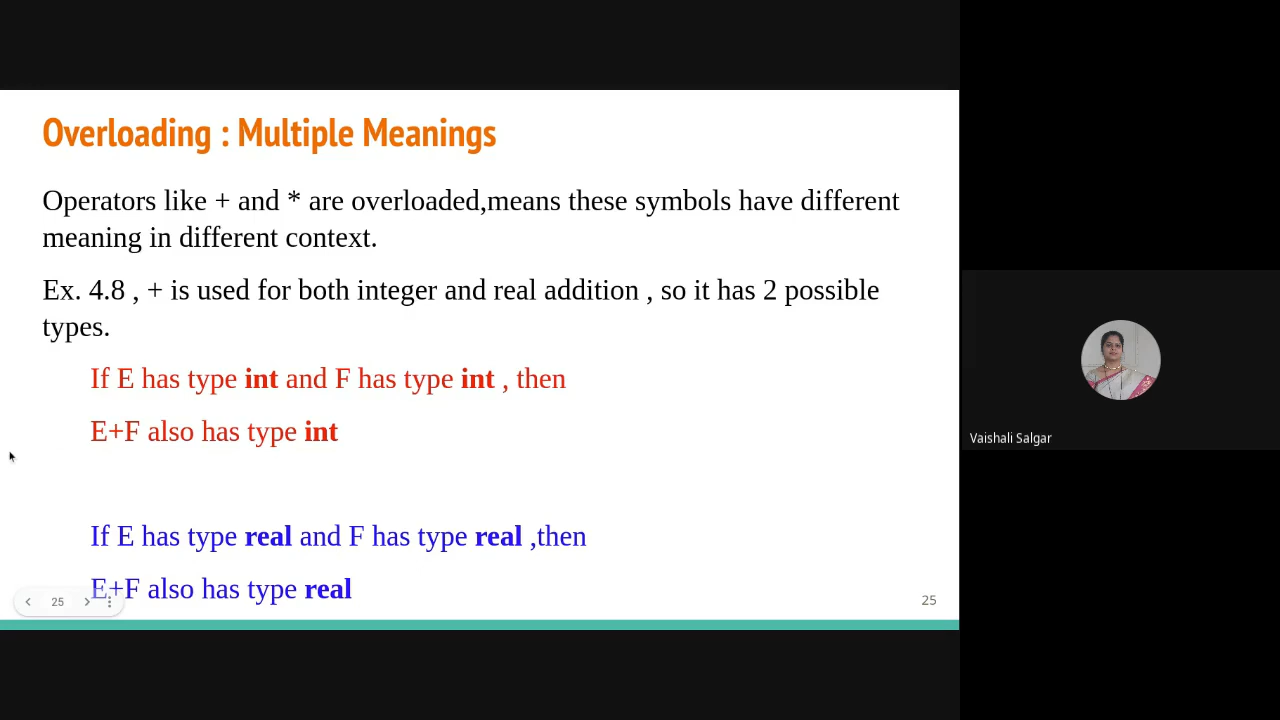 Overloading : Multiple Meanings
Operators like + and * are overloaded,means these symbols have different
meaning in different context.
Ex. 4.8 , + is used for both integer and real addition , so it has 2 possible
types.
If E has type int and F has type int , then
E+F also has type int
If E has type real and F has type real ,then
E+F also has type real
25
25
Vaishali Salgar